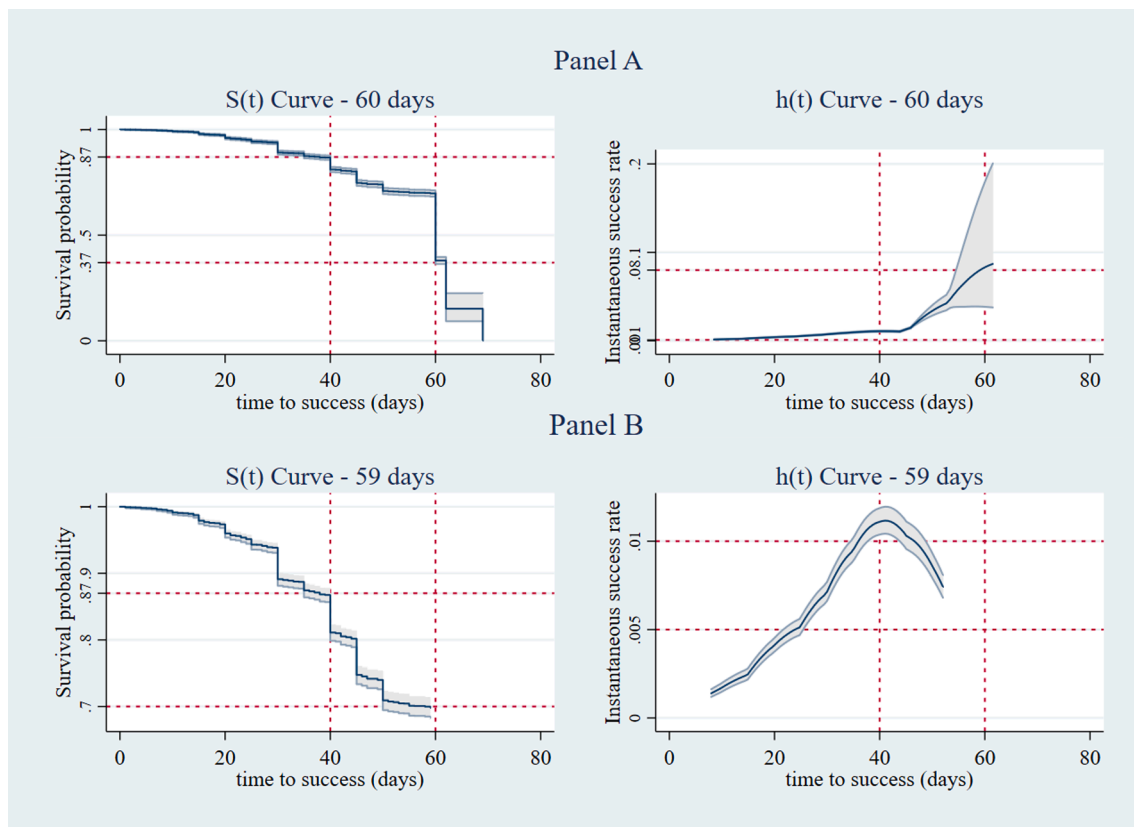 Panel A
S(t) Curve - 60 days
Survival probability
1
.87
.5
.37
0
0 20 40 60 80
time to success (days)
h(t) Curve - 60 days
Instantaneous success rate
.2
.1
.08
.01
0 20 40 60 80
time to success (days)
Panel B
S(t) Curve - 59 days
Survival probability
1
.9
.87
.8
.7
0 20 40 60 80
time to success (days)
h(t) Curve - 59 days
Instantaneous success rate
.01
.005
0
0 20 40 60 80
time to success (days)